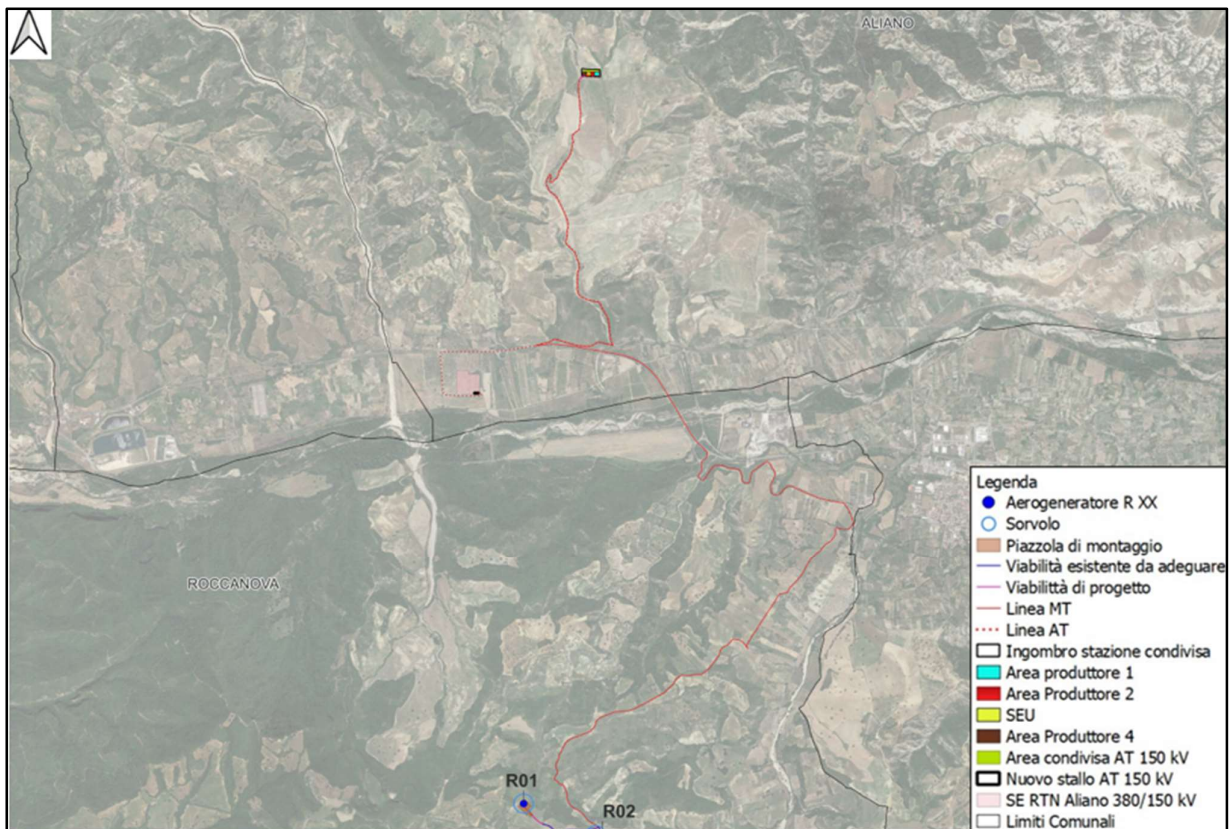 ALIANO
ROCCANOVA
R01
R02
Legenda
Aerogeneratore R XX
Sorvolo
Piazzola di montaggio
Viabilità esistente da adeguare
Viabilittà di progetto
Linea MT
Linea AT
Ingombro stazione condivisa
Area produttore 1
Area Produttore 2
SEU
Area Produttore 4
Area condivisa AT 150 kV
Nuovo stallo AT 150 kV
SE RTN Aliano 380/150 kV
Limiti Comunali